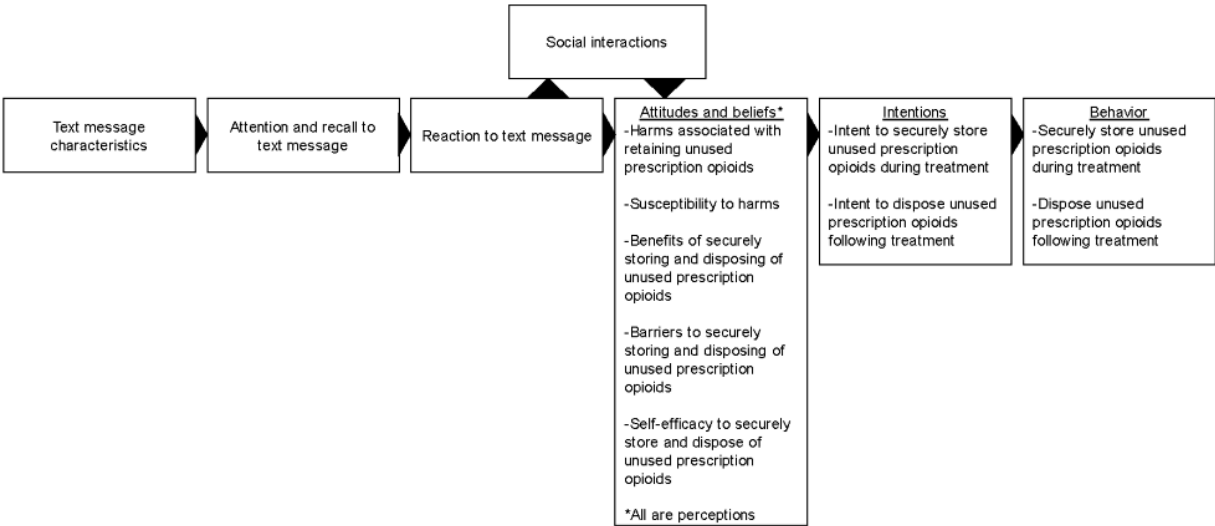 Social interactions
Text message
characteristics
Attention and recall to
text message
Reaction to text message
Attitudes and beliefs*
-Harms associated with
retaining unused
prescription opioids
-Susceptibility to harms
-Benefits of securely
storing and disposing of
unused prescription
opioids
-Barriers to securely
storing and disposing of
unused prescription
opioids
-Self-efficacy to securely
store and dispose of
unused prescription
opioids
*All are perceptions
Intentions
-Intent to securely store
unused prescription
opioids during treatment
-Intent to dispose unused
prescription opioids
following treatment
Behavior
-Securely store unused
prescription opioids
during treatment
-Dispose unused
prescription opioids
following treatment